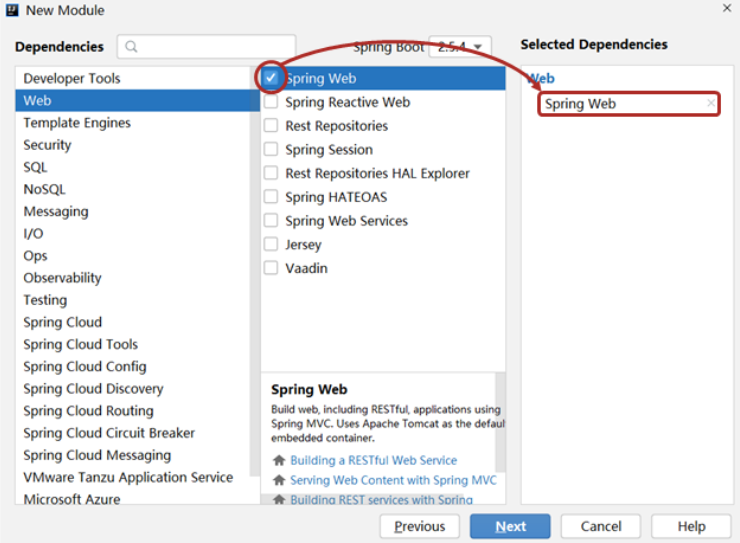 New Module
Dependencies
Spring Boot 2.5.4
Selected Dependencies
Developer Tools
Web
Template Engines
Security
SQL
NoSQL
Messaging
I/O
Ops
Observability
Testing
Spring Cloud
Spring Cloud Tools
Spring Cloud Config
Spring Cloud Discovery
Spring Cloud Routing
Spring Cloud Circuit Breaker
Spring Cloud Messaging
VMware Tanzu Application Service
Microsoft Azure
Spring Web
Spring Reactive Web
Rest Repositories
Spring Session
Rest Repositories HAL Explorer
Spring HATEOAS
Spring Web Services
Jersey
Vaadin
Spring Web
Build web, including RESTful, applications using
Spring MVC. Uses Apache Tomcat as the defaul
embedded container.
Building a RESTful Web Service
Serving Web Content with Spring MVC
Building REST services with Spring
Web
Spring Web
Previous
Next
Cancel
Help